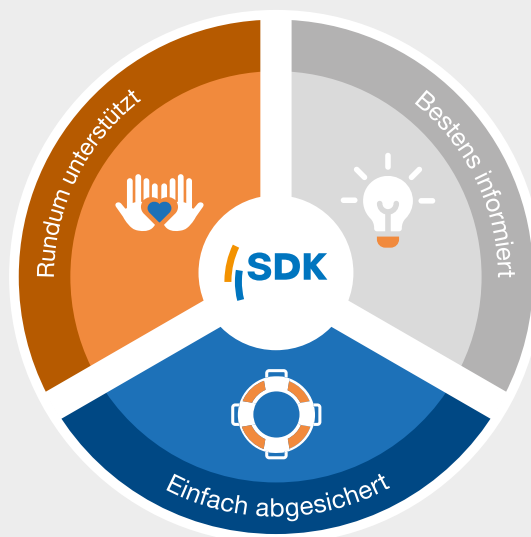 Rundum unterstützt
Bestens informiert
SDK
Einfach abgesichert